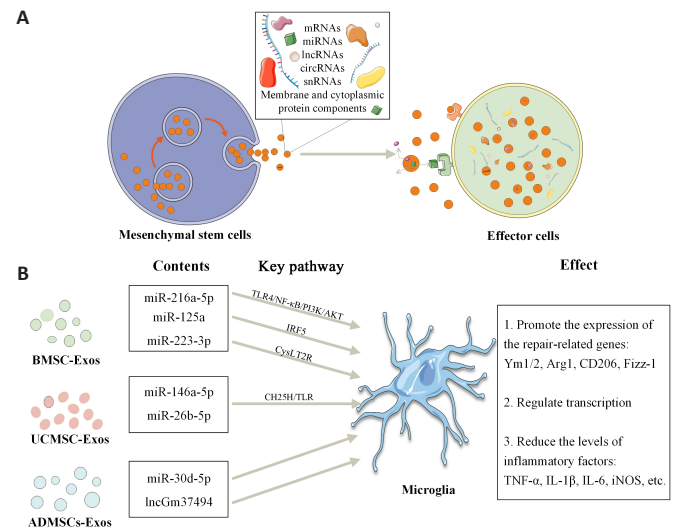 A
mRNAs
miRNAs
lncRNAs
circRNAs
snRNAs
Membrane and cytoplasmic
protein components
Mesenchymal stem cells
Effector cells
B
Contents
Key pathway
Effect
BMSC-Exos
miR-216a-5p
miR-125a
miR-223-3p
TLR4/NF-κB/PI3K/AKT
IRF5
CysLT2R
UCMSC-Exos
miR-146a-5p
miR-26b-5p
CH25H/TLR
ADMSCs-Exos
miR-30d-5p
lncGm37494
Microglia
1. Promote the expression of
the repair-related genes:
Ym1/2, Arg1, CD206, Fizz-1
2. Regulate transcription
3. Reduce the levels of
inflammatory factors:
TNF-α, IL-1β, IL-6, iNOS, etc.